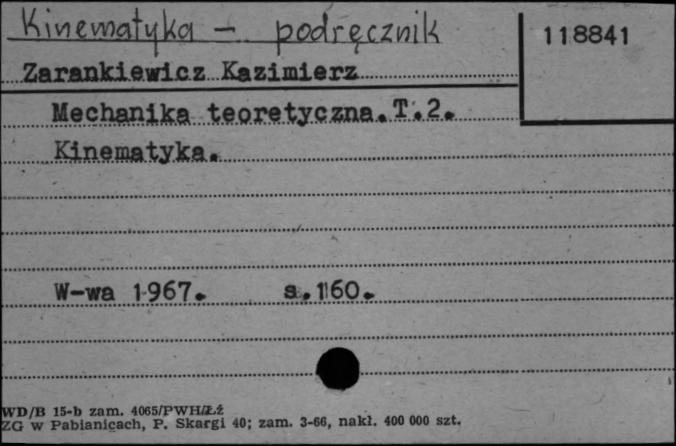 Kinematyka – podręcznik
118841
Zarankiewicz Kazimierz
Mechanika teoretyczna. T.2.
Kinematyka.
W-wa 1967. s.160.
WD/B 15-b zam. 4065/PWH/Łż
ZG w Pabianicach, P. Skargi 40; zam. 3-66, nakł. 400 000 szt.